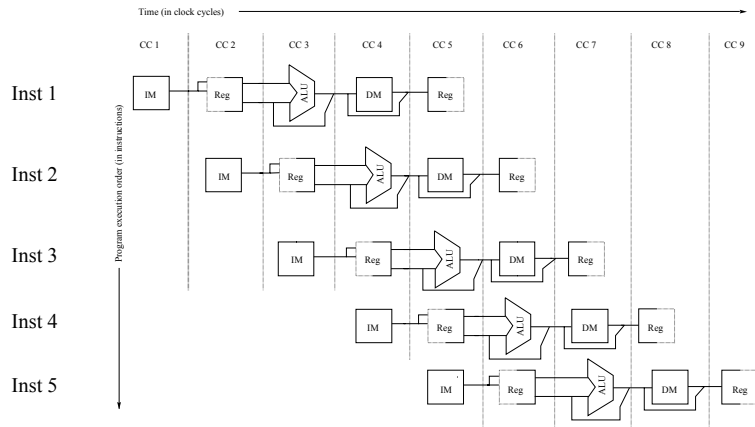 Time (in clock cycles)
CC 1 CC 2 CC 3 CC 4 CC 5 CC 6 CC 7 CC 8 CC 9
Program execution order (in instructions)
Inst 1 IM Reg ALU DM Reg
Inst 2 IM Reg ALU DM Reg
Inst 3 IM Reg ALU DM Reg
Inst 4 IM Reg ALU DM Reg
Inst 5 IM Reg ALU DM Reg